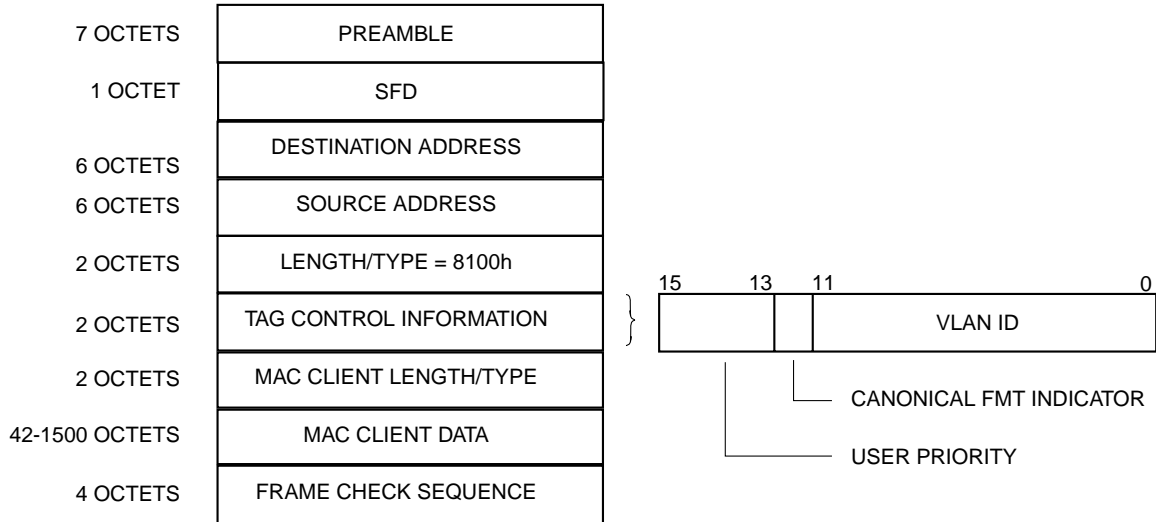 7 OCTETS PREAMBLE
1 OCTET SFD
6 OCTETS DESTINATION ADDRESS
6 OCTETS SOURCE ADDRESS
2 OCTETS LENGTH/TYPE = 8100h
2 OCTETS TAG CONTROL INFORMATION
2 OCTETS MAC CLIENT LENGTH/TYPE
42-1500 OCTETS MAC CLIENT DATA
4 OCTETS FRAME CHECK SEQUENCE
15 13 11 0
VLAN ID
CANONICAL FMT INDICATOR
USER PRIORITY